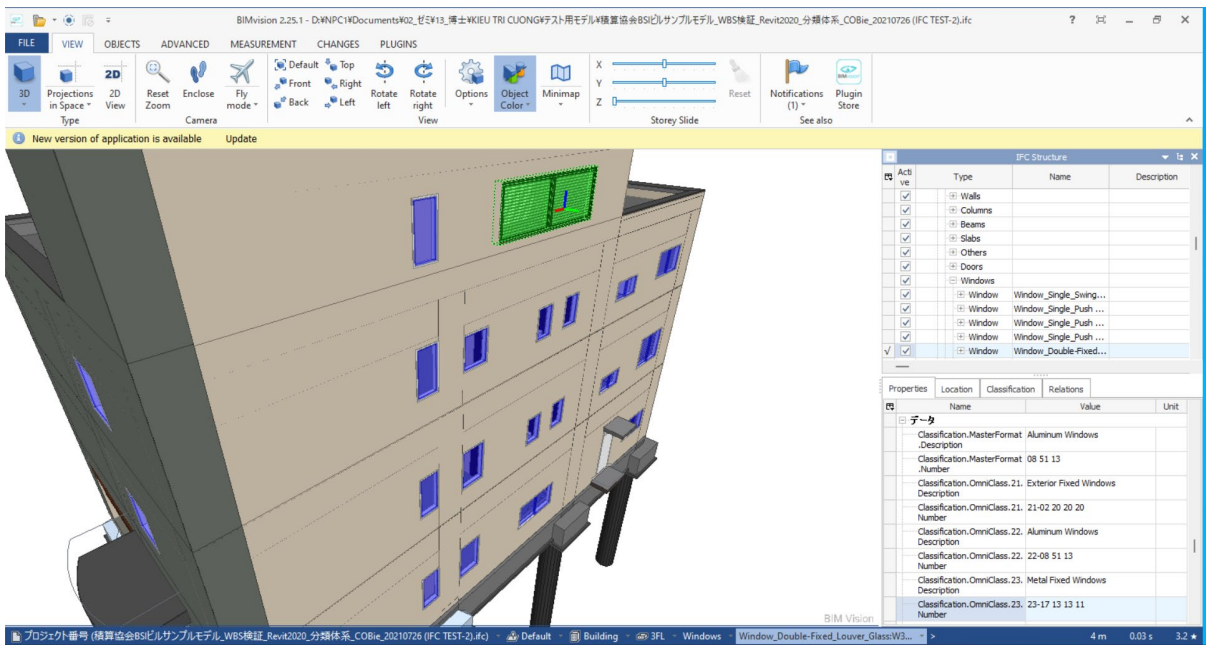 BIMvision 2.25.1 - D:¥NPC1¥Documents¥02_ゼミ¥13_博士¥KIEU TRI CUONG¥テスト用モデル¥積算協会BSIビルサンプルモデル_WBS検証_Revit2020_分類体系_COBie_20210726 (IFC TEST-2).ifc
FILE VIEW OBJECTS ADVANCED MEASUREMENT CHANGES PLUGINS
3D Projections in Space 2D View Reset Zoom Enclose Fly mode
Default Top
Front Right
Back Left
Rotate left Rotate right Options Object Color Minimap
X
Y
Z
Reset Notifications (1) Plugin Store
Type Camera View Storey Slide See also
New version of application is available Update
IFC Structure
Active Type Name Description
Walls
Columns
Beams
Slabs
Others
Doors
Windows
Window Window_Single_Swing...
Window Window_Single_Push ...
Window Window_Single_Push ...
Window Window_Single_Push ...
Window Window_Double-Fixed...
Properties Location Classification Relations
Name Value Unit
データ
Classification.MasterFormat.Description Aluminum Windows
Classification.MasterFormat.Number 08 51 13
Classification.OmniClass.21.Description Exterior Fixed Windows
Classification.OmniClass.21.Number 21-02 20 20 20
Classification.OmniClass.22.Description Aluminum Windows
Classification.OmniClass.22.Number 22-08 51 13
Classification.OmniClass.23.Description Metal Fixed Windows
Classification.OmniClass.23.Number 23-17 13 13 11
BIM Vision
プロジェクト番号 (積算協会BSIビルサンプルモデル_WBS検証_Revit2020_分類体系_COBie_20210726 (IFC TEST-2).ifc) Default Building 3FL Windows Window_Double-Fixed_Louver_Glass:W3... > 4 m 0.03 s 3.2 ★